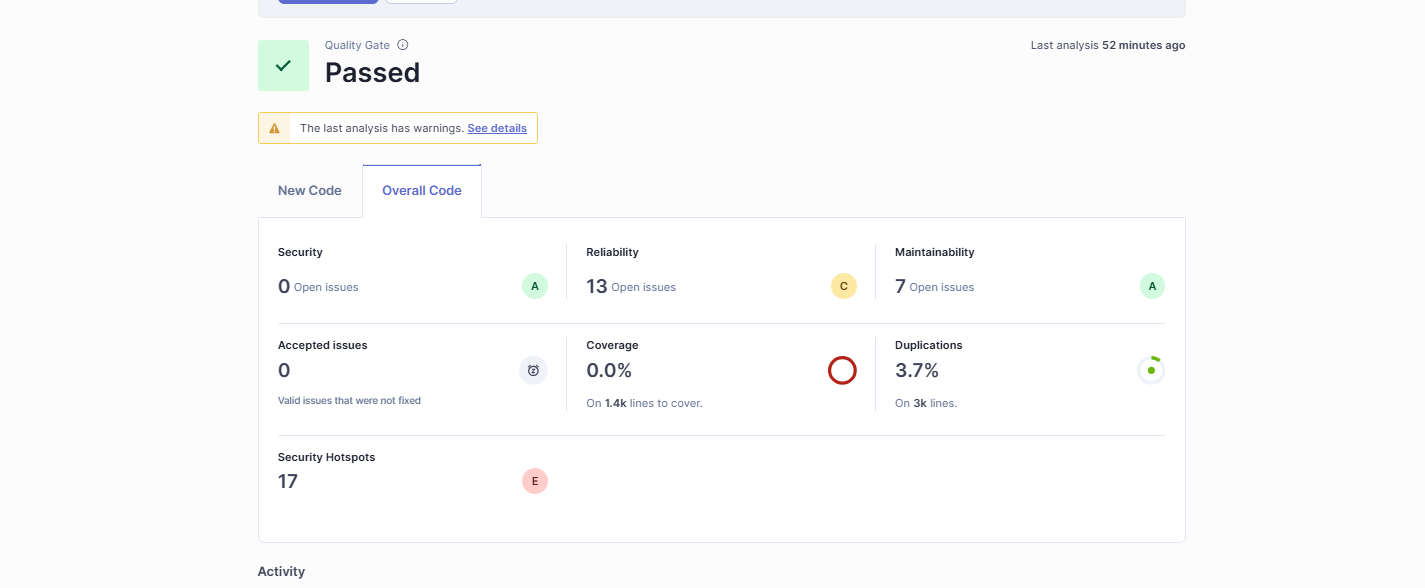 Quality Gate
Last analysis 52 minutes ago
Passed
The last analysis has warnings. See details
New Code
Overall Code
Security
Reliability
Maintainability
0 Open issues
A
13 Open issues
C
7 Open issues
A
Accepted issues
Coverage
Duplications
0
0.0%
3.7%
Valid issues that were not fixed
On 1.4k lines to cover.
On 3k lines.
Security Hotspots
17
E
Activity